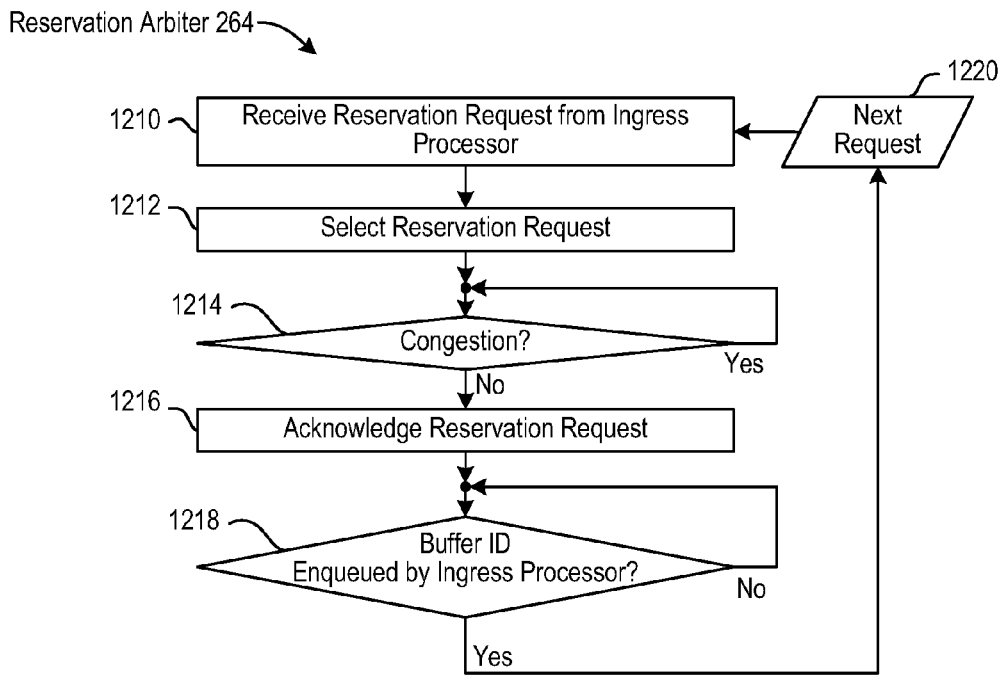 Reservation Arbiter 264
1220
1210
Receive Reservation Request from Ingress
Processor
Next
Request
1212
Select Reservation Request
1214
Congestion?
Yes
No
1216
Acknowledge Reservation Request
1218
Buffer ID
Enqueued by Ingress Processor?
No
Yes